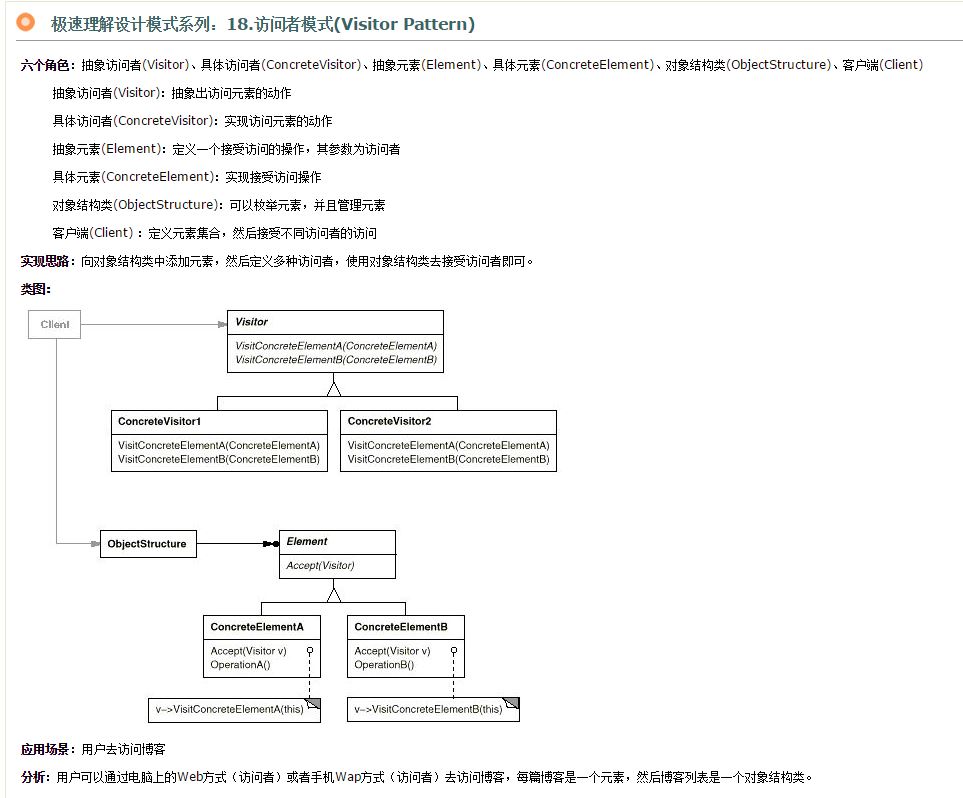 极速理解设计模式系列：18.访问者模式(Visitor Pattern)
六个角色：抽象访问者(Visitor)、具体访问者(ConcreteVisitor)、抽象元素(Element)、具体元素(ConcreteElement)、对象结构类(ObjectStructure)、客户端(Client)
抽象访问者(Visitor)：抽象出访问元素的动作
具体访问者(ConcreteVisitor)：实现访问元素的动作
抽象元素(Element)：定义一个接受访问的操作，其参数为访问者
具体元素(ConcreteElement)：实现接受访问操作
对象结构类(ObjectStructure)：可以枚举元素，并且管理元素
客户端(Client) ：定义元素集合，然后接受不同访问者的访问
实现思路：向对象结构类中添加元素，然后定义多种访问者，使用对象结构类去接受访问者即可。
类图：
Client
Visitor
VisitConcreteElementA(ConcreteElementA)
VisitConcreteElementB(ConcreteElementB)
ConcreteVisitor1
VisitConcreteElementA(ConcreteElementA)
VisitConcreteElementB(ConcreteElementB)
ConcreteVisitor2
VisitConcreteElementA(ConcreteElementA)
VisitConcreteElementB(ConcreteElementB)
ObjectStructure
Element
Accept(Visitor)
ConcreteElementA
Accept(Visitor v)
OperationA()
v->VisitConcreteElementA(this)
ConcreteElementB
Accept(Visitor v)
OperationB()
v->VisitConcreteElementB(this)
应用场景：用户去访问博客
分析：用户可以通过电脑上的Web方式（访问者）或者手机Wap方式（访问者）去访问博客，每篇博客是一个元素，然后博客列表是一个对象结构类。